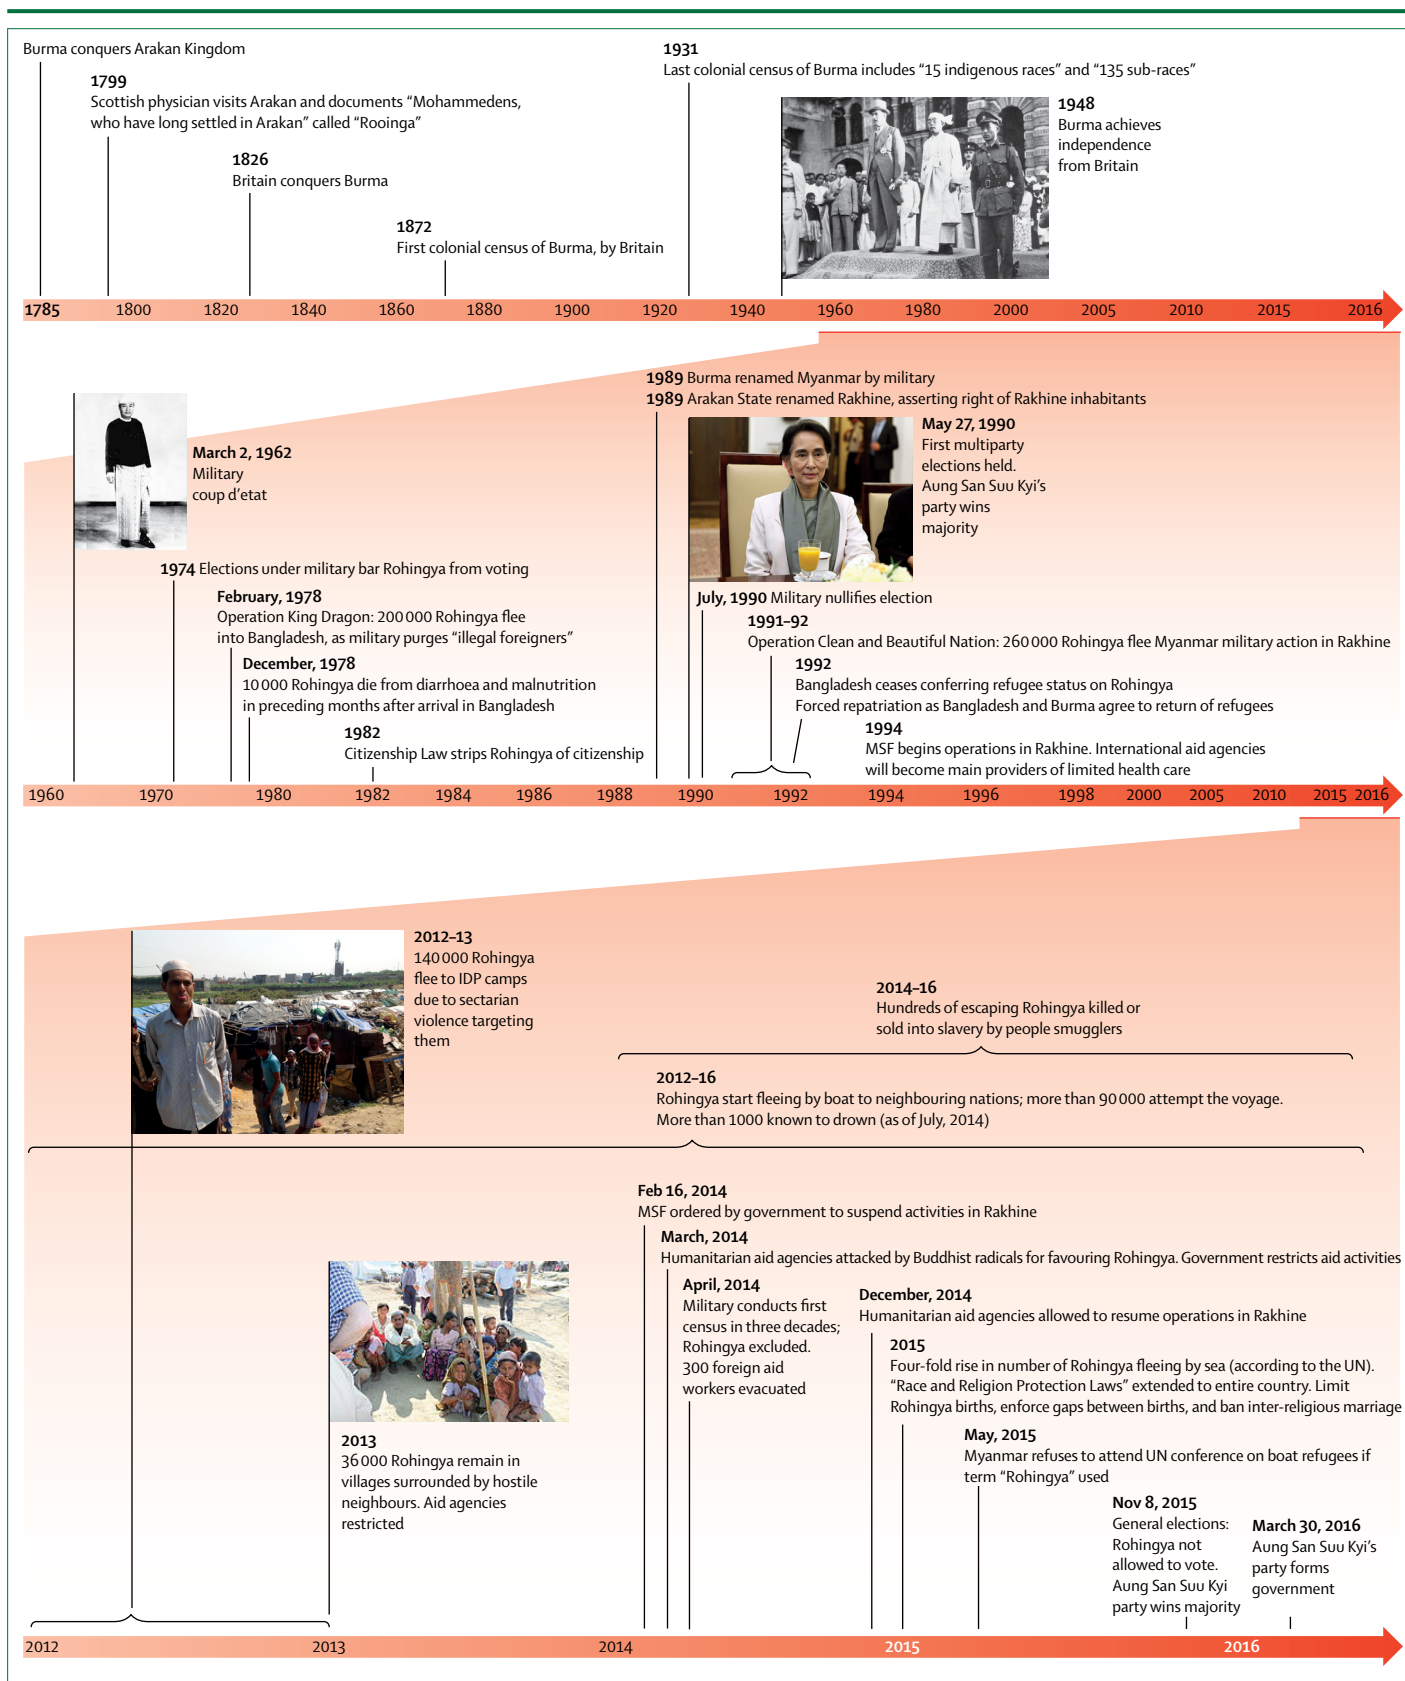 Burma conquers Arakan Kingdom
1799
Scottish physician visits Arakan and documents “Mohammedens,
who have long settled in Arakan” called “Rooinga”
1826
Britain conquers Burma
1872
First colonial census of Burma, by Britain
1931
Last colonial census of Burma includes “15 indigenous races” and “135 sub-races”
1948
Burma achieves
independence
from Britain
1785 1800 1820 1840 1860 1880 1900 1920 1940 1960 1980 2000 2005 2010 2015 2016
March 2, 1962
Military
coup d’etat
1974 Elections under military bar Rohingya from voting
February, 1978
Operation King Dragon: 200 000 Rohingya flee
into Bangladesh, as military purges “illegal foreigners”
December, 1978
10 000 Rohingya die from diarrhoea and malnutrition
in preceding months after arrival in Bangladesh
1982
Citizenship Law strips Rohingya of citizenship
1989 Burma renamed Myanmar by military
1989 Arakan State renamed Rakhine, asserting right of Rakhine inhabitants
May 27, 1990
First multiparty
elections held.
Aung San Suu Kyi’s
party wins
majority
July, 1990 Military nullifies election
1991–92
Operation Clean and Beautiful Nation: 260 000 Rohingya flee Myanmar military action in Rakhine
1992
Bangladesh ceases conferring refugee status on Rohingya
Forced repatriation as Bangladesh and Burma agree to return of refugees
1994
MSF begins operations in Rakhine. International aid agencies
will become main providers of limited health care
1960 1970 1980 1982 1984 1986 1988 1990 1992 1994 1996 1998 2000 2005 2010 2015 2016
2012–13
140 000 Rohingya
flee to IDP camps
due to sectarian
violence targeting
them
2014–16
Hundreds of escaping Rohingya killed or
sold into slavery by people smugglers
2012–16
Rohingya start fleeing by boat to neighbouring nations; more than 90 000 attempt the voyage.
More than 1000 known to drown (as of July, 2014)
Feb 16, 2014
MSF ordered by government to suspend activities in Rakhine
March, 2014
Humanitarian aid agencies attacked by Buddhist radicals for favouring Rohingya. Government restricts aid activities
April, 2014
Military conducts first
census in three decades;
Rohingya excluded.
300 foreign aid
workers evacuated
December, 2014
Humanitarian aid agencies allowed to resume operations in Rakhine
2015
Four-fold rise in number of Rohingya fleeing by sea (according to the UN).
“Race and Religion Protection Laws” extended to entire country. Limit
Rohingya births, enforce gaps between births, and ban inter-religious marriage
2013
36 000 Rohingya remain in
villages surrounded by hostile
neighbours. Aid agencies
restricted
May, 2015
Myanmar refuses to attend UN conference on boat refugees if
term “Rohingya” used
Nov 8, 2015
General elections:
Rohingya not
allowed to vote.
Aung San Suu Kyi
party wins majority
March 30, 2016
Aung San Suu Kyi’s
party forms
government
2012 2013 2014 2015 2016